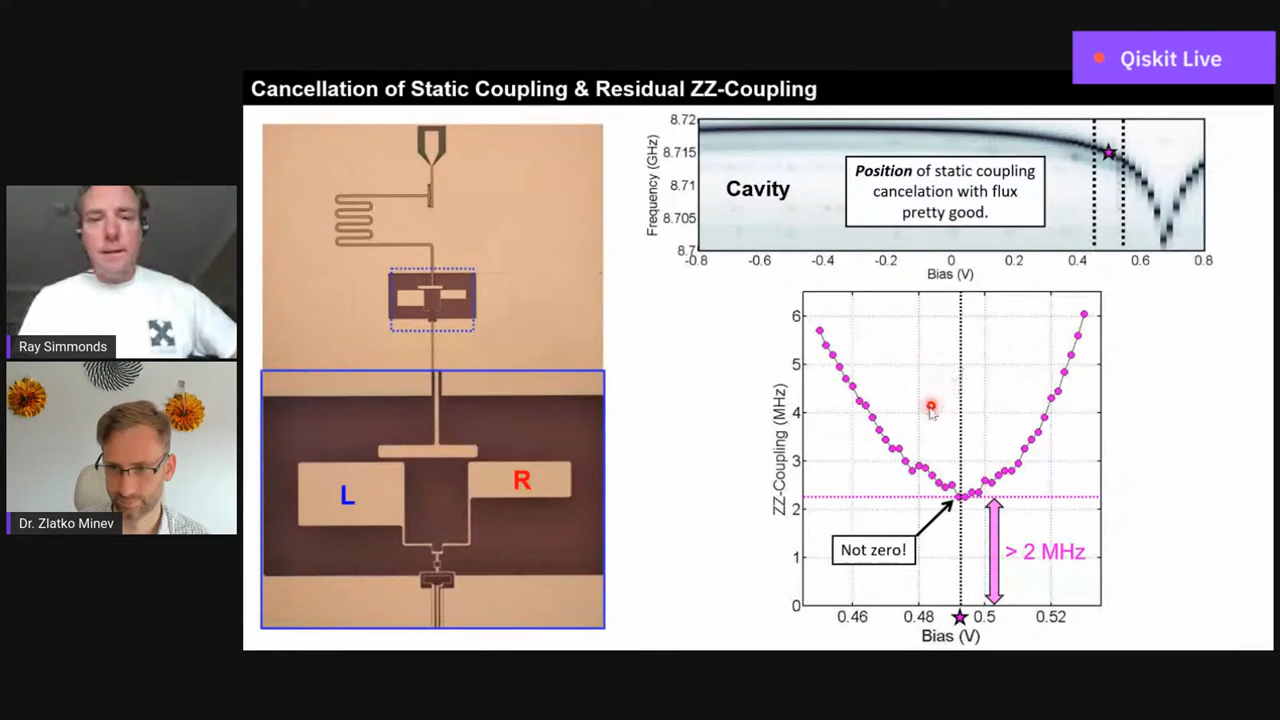 Qiskit Live
Cancellation of Static Coupling & Residual ZZ-Coupling
Ray Simmonds
Dr. Zlatko Minev
L
R
Frequency (GHz)
8.72
8.715
8.71
8.705
8.7
Cavity
Position of static coupling
cancelation with flux
pretty good.
-0.8 -0.6 -0.4 -0.2 0 0.2 0.4 0.6 0.8
Bias (V)
ZZ-Coupling (MHz)
6
5
4
3
2
1
0
Not zero!
> 2 MHz
0.46 0.48 0.5 0.52
Bias (V)